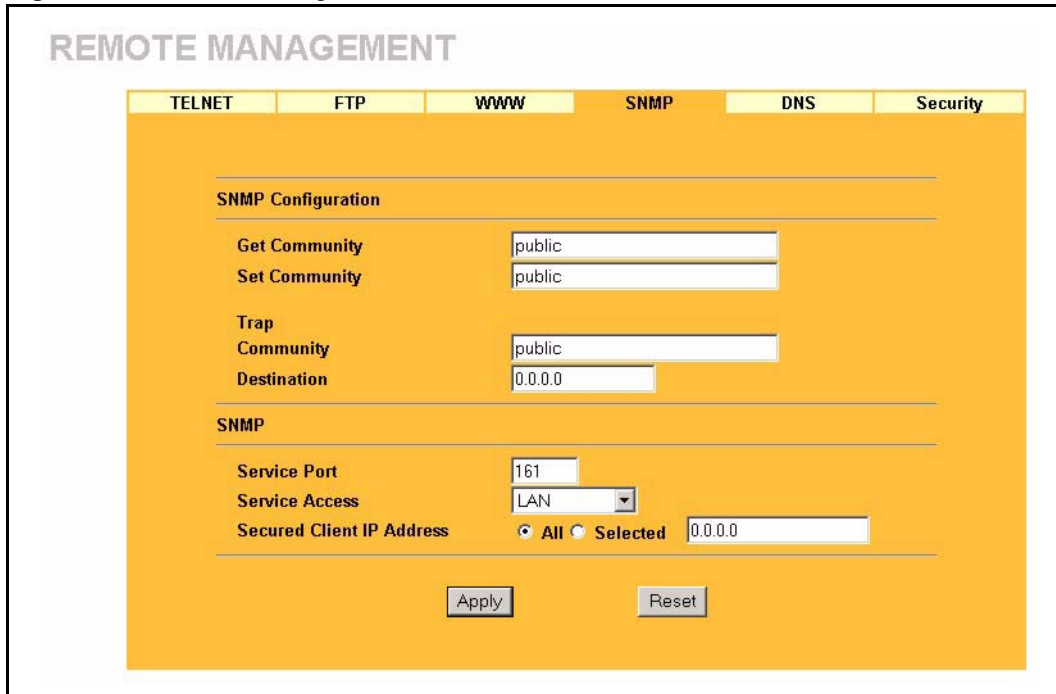 REMOTE MANAGEMENT
TELNET FTP WWW SNMP DNS Security
SNMP Configuration
Get Community public
Set Community public
Trap
Community public
Destination 0.0.0.0
SNMP
Service Port 161
Service Access LAN
Secured Client IP Address All Selected 0.0.0.0
Apply Reset